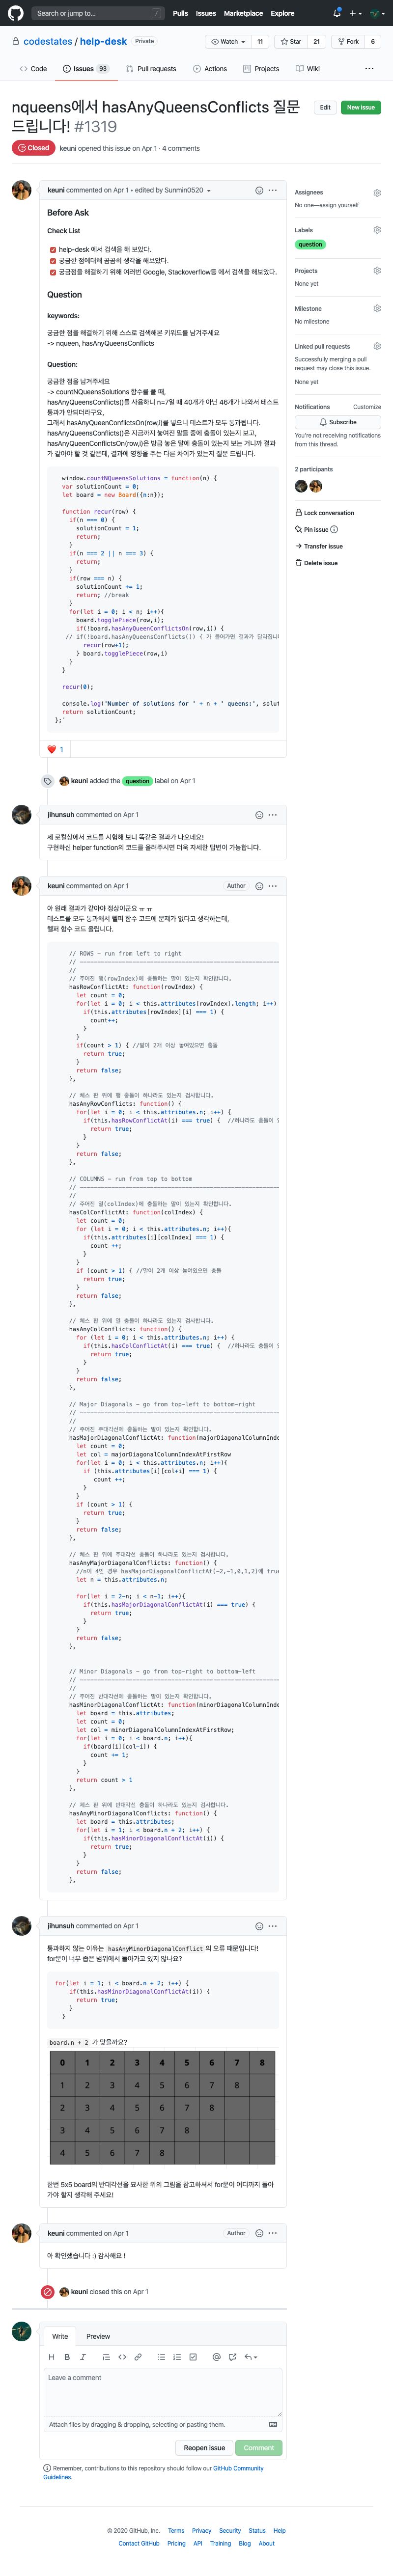 Search or jump to...
/
Pulls Issues Marketplace Explore
codestates / help-desk Private
Watch 11 Star 21 Fork 6
Code Issues 93 Pull requests Actions Projects Wiki
nqueens에서 hasAnyQueensConflicts 질문
드립니다! #1319
Edit New Issue
Closed keuni opened this issue on Apr 1 · 4 comments
keuni commented on Apr 1 • edited by Sunmin0520
Before Ask
Check List
help-desk 에서 검색을 해 보았다.
궁금한 점에대해 곰곰히 생각을 해보았다.
궁금점을 해결하기 위해 여러번 Google, Stackoverflow등 에서 검색을 해보았다.
Question
keywords:
궁금한 점을 해결하기 위해 스스로 검색해본 키워드를 남겨주세요
-> nqueen, hasAnyQueensConflicts
Question:
궁금한 점을 남겨주세요
-> countNQueensSolutions 함수를 풀 때,
hasAnyQueensConflicts()를 사용하니 n=7일 때 40개가 아닌 46개가 나와서 테스트
통과가 안되더라구요,
그래서 hasAnyQueenConflictsOn(row,i))를 넣으니 테스트가 모두 통과됩니다.
hasAnyQueensConflicts()은 지금까지 놓여진 말들 중에 충돌이 있는지 보고,
hasAnyQueenConflictsOn(row,i)은 방금 놓은 말에 충돌이 있는지 보는 거니까 결과
가 같아야 할 것 같은데, 결과에 영향을 주는 다른 차이가 있는지 질문 드립니다.
window.countNQueensSolutions = function(n) {
var solutionCount = 0;
let board = new Board({n:n});
function recur(row) {
if(n === 0) {
solutionCount = 1;
return;
}
if(n === 2 || n === 3) {
return;
}
if(row === n) {
solutionCount += 1;
return; //break
}
for(let i = 0; i < n; i++){
board.togglePiece(row,i);
if(!board.hasAnyQueenConflictsOn(row,i)) {
// if(!board.hasAnyQueensConflicts()) { 가 들어가면 결과가 달라집니
recur(row+1);
} board.togglePiece(row,i)
}
}
recur(0);
console.log('Number of solutions for ' + n + ' queens:', solut
return solutionCount;
};`
1
keuni added the question label on Apr 1
jihunsuh commented on Apr 1
제 로컬상에서 코드를 시험해 보니 똑같은 결과가 나오네요!
구현하신 helper function의 코드를 올려주시면 더욱 자세한 답변이 가능합니다.
keuni commented on Apr 1 Author
아 원래 결과가 같아야 정상이군요 ㅠ ㅠ
테스트를 모두 통과해서 헬퍼 함수 코드에 문제가 없다고 생각하는데,
헬퍼 함수 코드 올립니다.
// ROWS - run from left to right
// --------------------------------------------------------------
//
// 주어진 행(rowIndex)에 충돌하는 말이 있는지 확인합니다.
hasRowConflictAt: function(rowIndex) {
let count = 0;
for(let i = 0; i < this.attributes[rowIndex].length; i++)
if(this.attributes[rowIndex][i] === 1) {
count++;
}
}
if(count > 1) { //말이 2개 이상 놓여있으면 충돌
return true;
}
return false;
},
// 체스 판 위에 행 충돌이 하나라도 있는지 검사합니다.
hasAnyRowConflicts: function() {
for(let i = 0; i < this.attributes.n; i++) {
if(this.hasRowConflictAt(i) === true) { //하나라도 충돌이 있
return true;
}
}
return false;
},
// COLUMNS - run from top to bottom
// --------------------------------------------------------------
//
// 주어진 열(colIndex)에 충돌하는 말이 있는지 확인합니다.
hasColConflictAt: function(colIndex) {
let count = 0;
for (let i = 0; i < this.attributes.n; i++){
if(this.attributes[i][colIndex] === 1) {
count ++;
}
}
if (count > 1) { //말이 2개 이상 놓여있으면 충돌
return true;
}
return false;
},
// 체스 판 위에 열 충돌이 하나라도 있는지 검사합니다.
hasAnyColConflicts: function() {
for (let i = 0; i < this.attributes.n; i++) {
if(this.hasColConflictAt(i) === true) { //하나라도 충돌이 있
return true;
}
}
return false;
},
// Major Diagonals - go from top-left to bottom-right
// --------------------------------------------------------------
//
// 주어진 주대각선에 충돌하는 말이 있는지 확인합니다.
hasMajorDiagonalConflictAt: function(majorDiagonalColumnInde
let count = 0;
let col = majorDiagonalColumnIndexAtFirstRow
for(let i = 0; i < this.attributes.n; i++){
if (this.attributes[i][col+i] === 1) {
count ++;
}
}
if (count > 1) {
return true;
}
return false;
},
// 체스 판 위에 주대각선 충돌이 하나라도 있는지 검사합니다.
hasAnyMajorDiagonalConflicts: function() {
//n이 4인 경우 hasMajorDiagonalConflictAt(-2,-1,0,1,2)에 true
let n = this.attributes.n;
for(let i = 2-n; i < n-1; i++){
if(this.hasMajorDiagonalConflictAt(i) === true) {
return true;
}
}
return false;
},
// Minor Diagonals - go from top-right to bottom-left
// --------------------------------------------------------------
//
// 주어진 반대각선에 충돌하는 말이 있는지 확인합니다.
hasMinorDiagonalConflictAt: function(minorDiagonalColumnInde
let board = this.attributes;
let count = 0;
let col = minorDiagonalColumnIndexAtFirstRow;
for(let i = 0; i < board.n; i++){
if(board[i][col-i]) {
count += 1;
}
}
return count > 1
},
// 체스 판 위에 반대각선 충돌이 하나라도 있는지 검사합니다.
hasAnyMinorDiagonalConflicts: function() {
let board = this.attributes;
for(let i = 1; i < board.n + 2; i++) {
if(this.hasMinorDiagonalConflictAt(i)) {
return true;
}
}
return false;
},
jihunsuh commented on Apr 1
통과하지 않는 이유는 hasAnyMinorDiagonalConflict 의 오류 때문입니다!
for문이 너무 좁은 범위에서 돌아가고 있지 않나요?
for(let i = 1; i < board.n + 2; i++) {
if(this.hasMinorDiagonalConflictAt(i)) {
return true;
}
}
board.n + 2 가 맞을까요?
0 1 2 3 4 5 6 7 8
1 2 3 4 5 6 7 8
2 3 4 5 6 7 8
3 4 5 6 7 8
4 5 6 7 8
한번 5x5 board의 반대각선을 묘사한 위의 그림을 참고하셔서 for문이 어디까지 돌아
가야 할지 생각해 주세요!
keuni commented on Apr 1 Author
아 확인했습니다 :) 감사해요 !
keuni closed this on Apr 1
Write Preview
Leave a comment
Attach files by dragging & dropping, selecting or pasting them.
Reopen issue Comment
Remember, contributions to this repository should follow our GitHub Community
Guidelines.
Assignees
No one—assign yourself
Labels
question
Projects
None yet
Milestone
No milestone
Linked pull requests
Successfully merging a pull
request may close this issue.
None yet
Notifications Customize
Subscribe
You're not receiving notifications
from this thread.
2 participants
Lock conversation
Pin issue
Transfer issue
Delete issue
© 2020 GitHub, Inc. Terms Privacy Security Status Help
Contact GitHub Pricing API Training Blog About